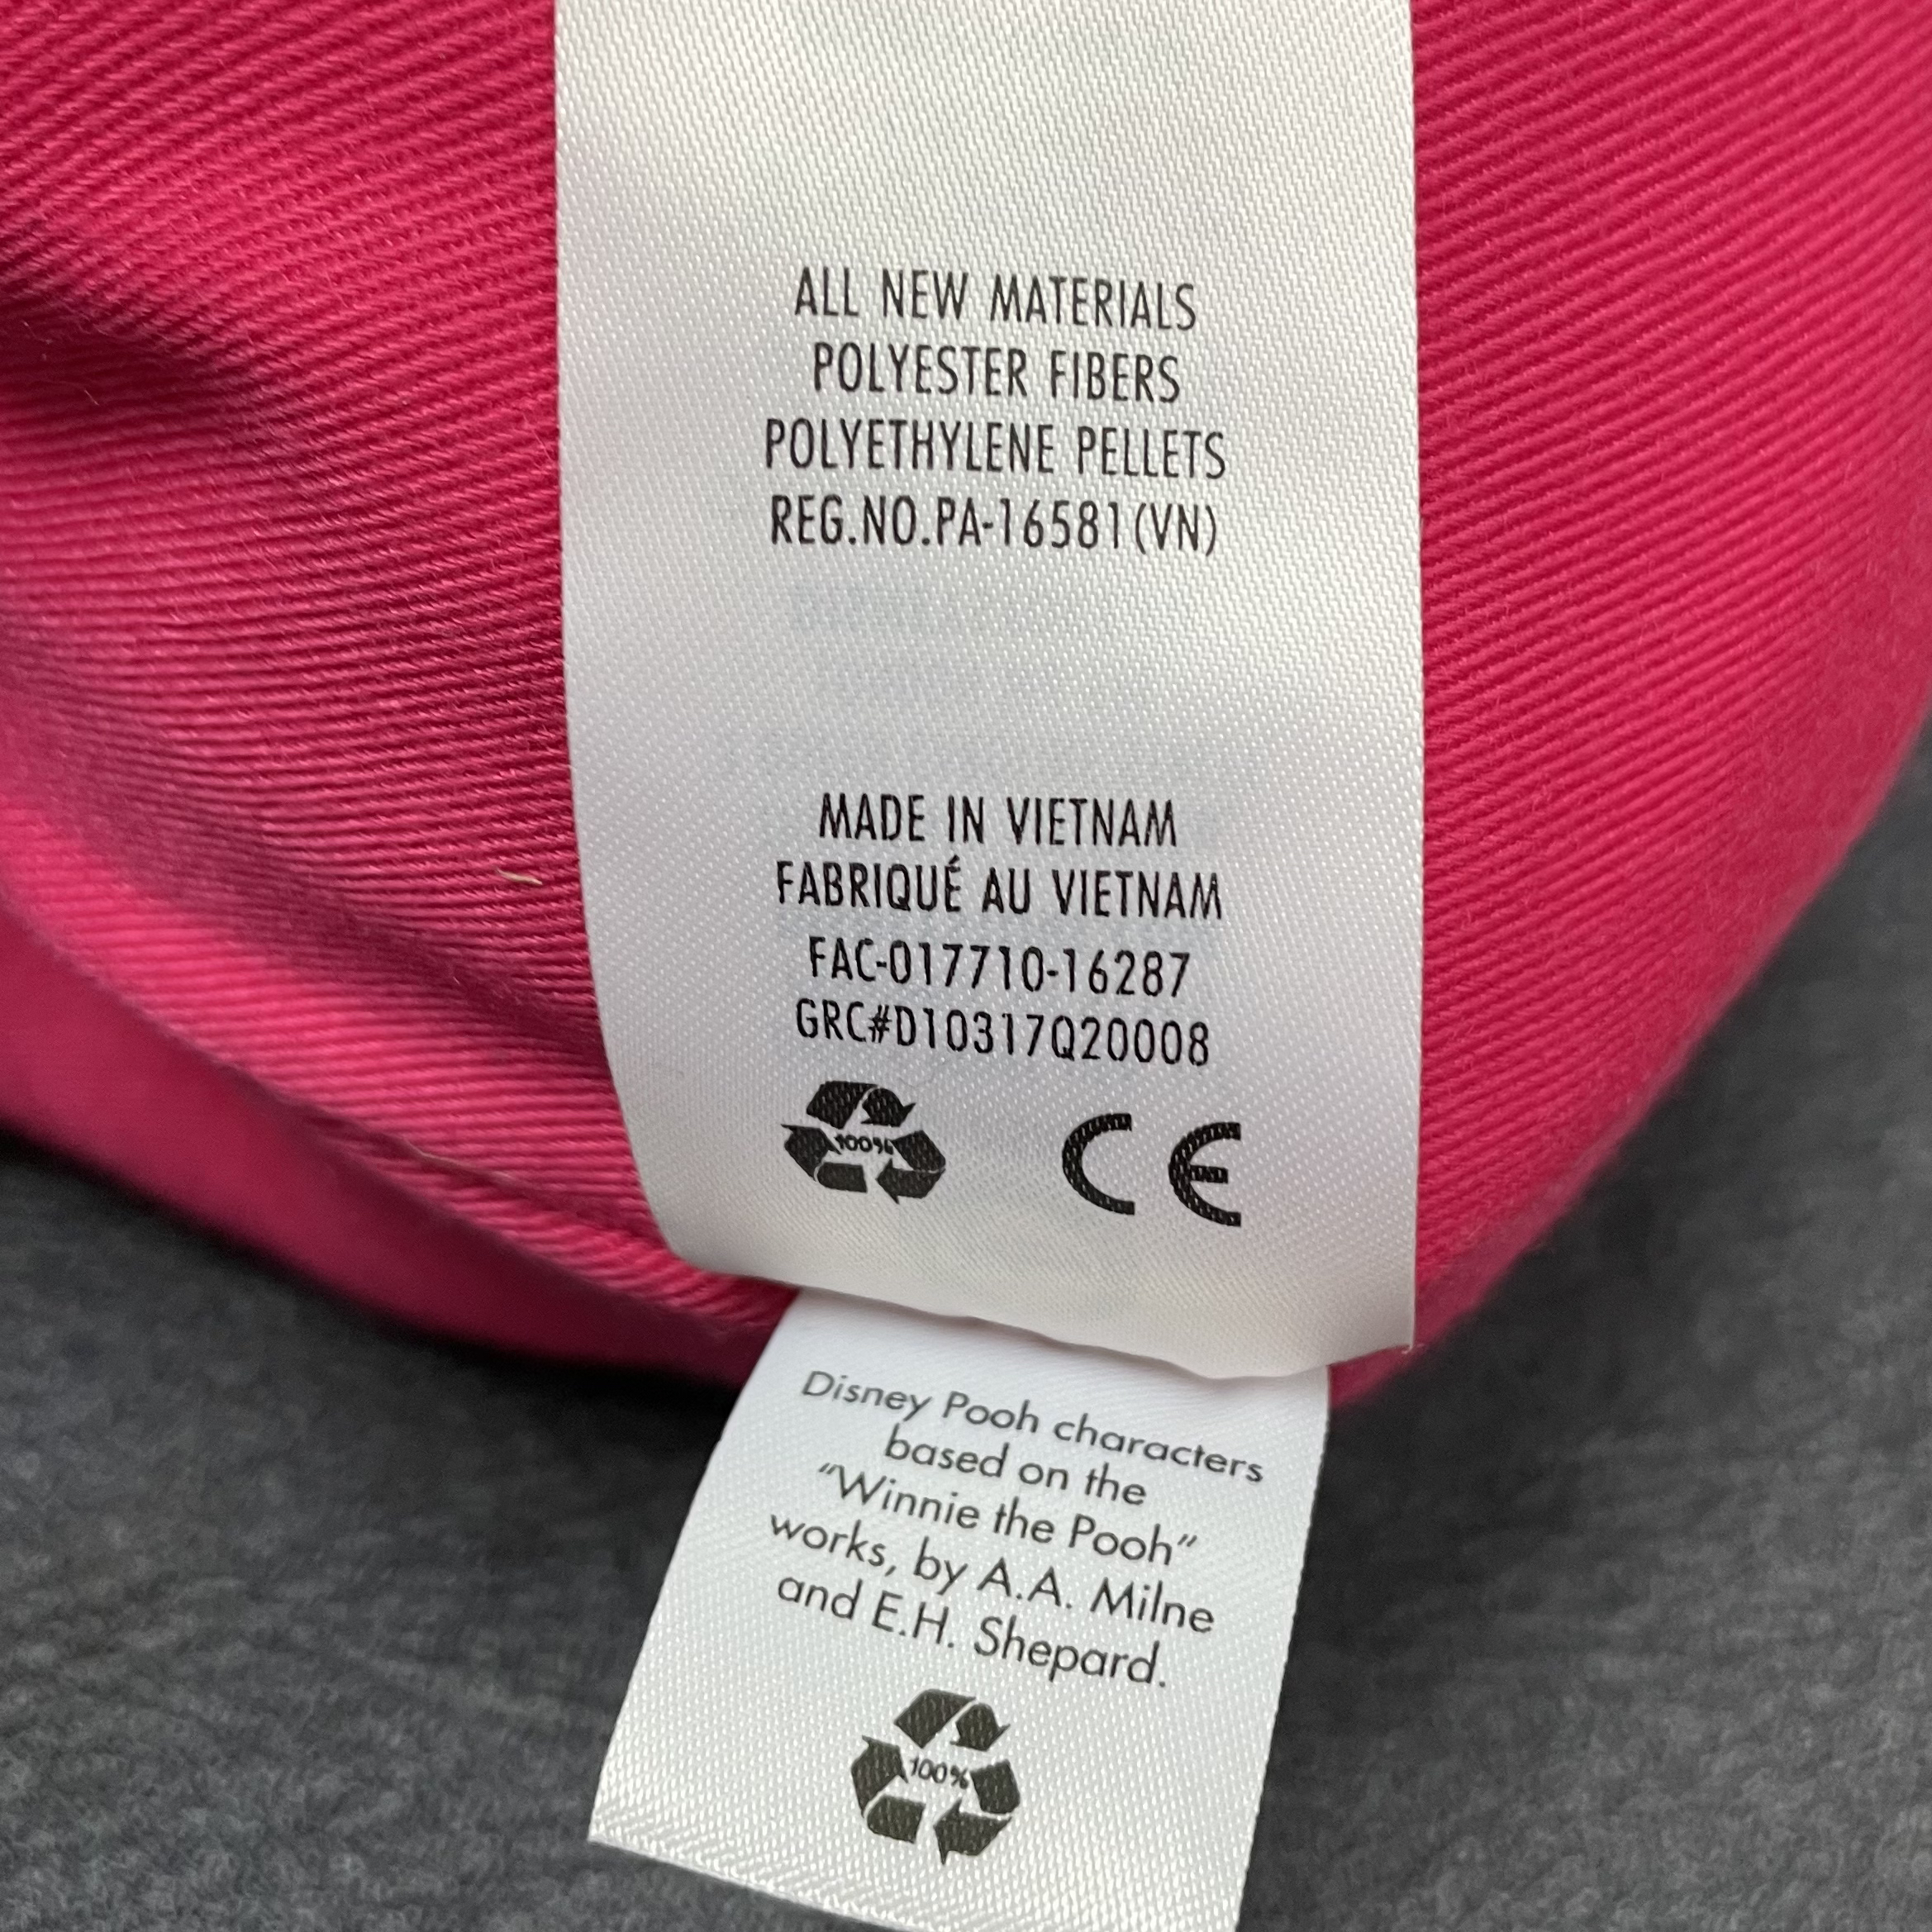 ALL NEW MATERIALS
POLYESTER FIBERS
POLYETHYLENE PELLETS
REG.NO.PA-16581(VN)
MADE IN VIETNAM
FABRIQUÉ AU VIETNAM
FAC-017710-16287
GRC#D10317Q20008
100%
CE
Disney Pooh characters
based on the
“Winnie the Pooh”
works, by A.A. Milne
and E.H. Shepard.
100%